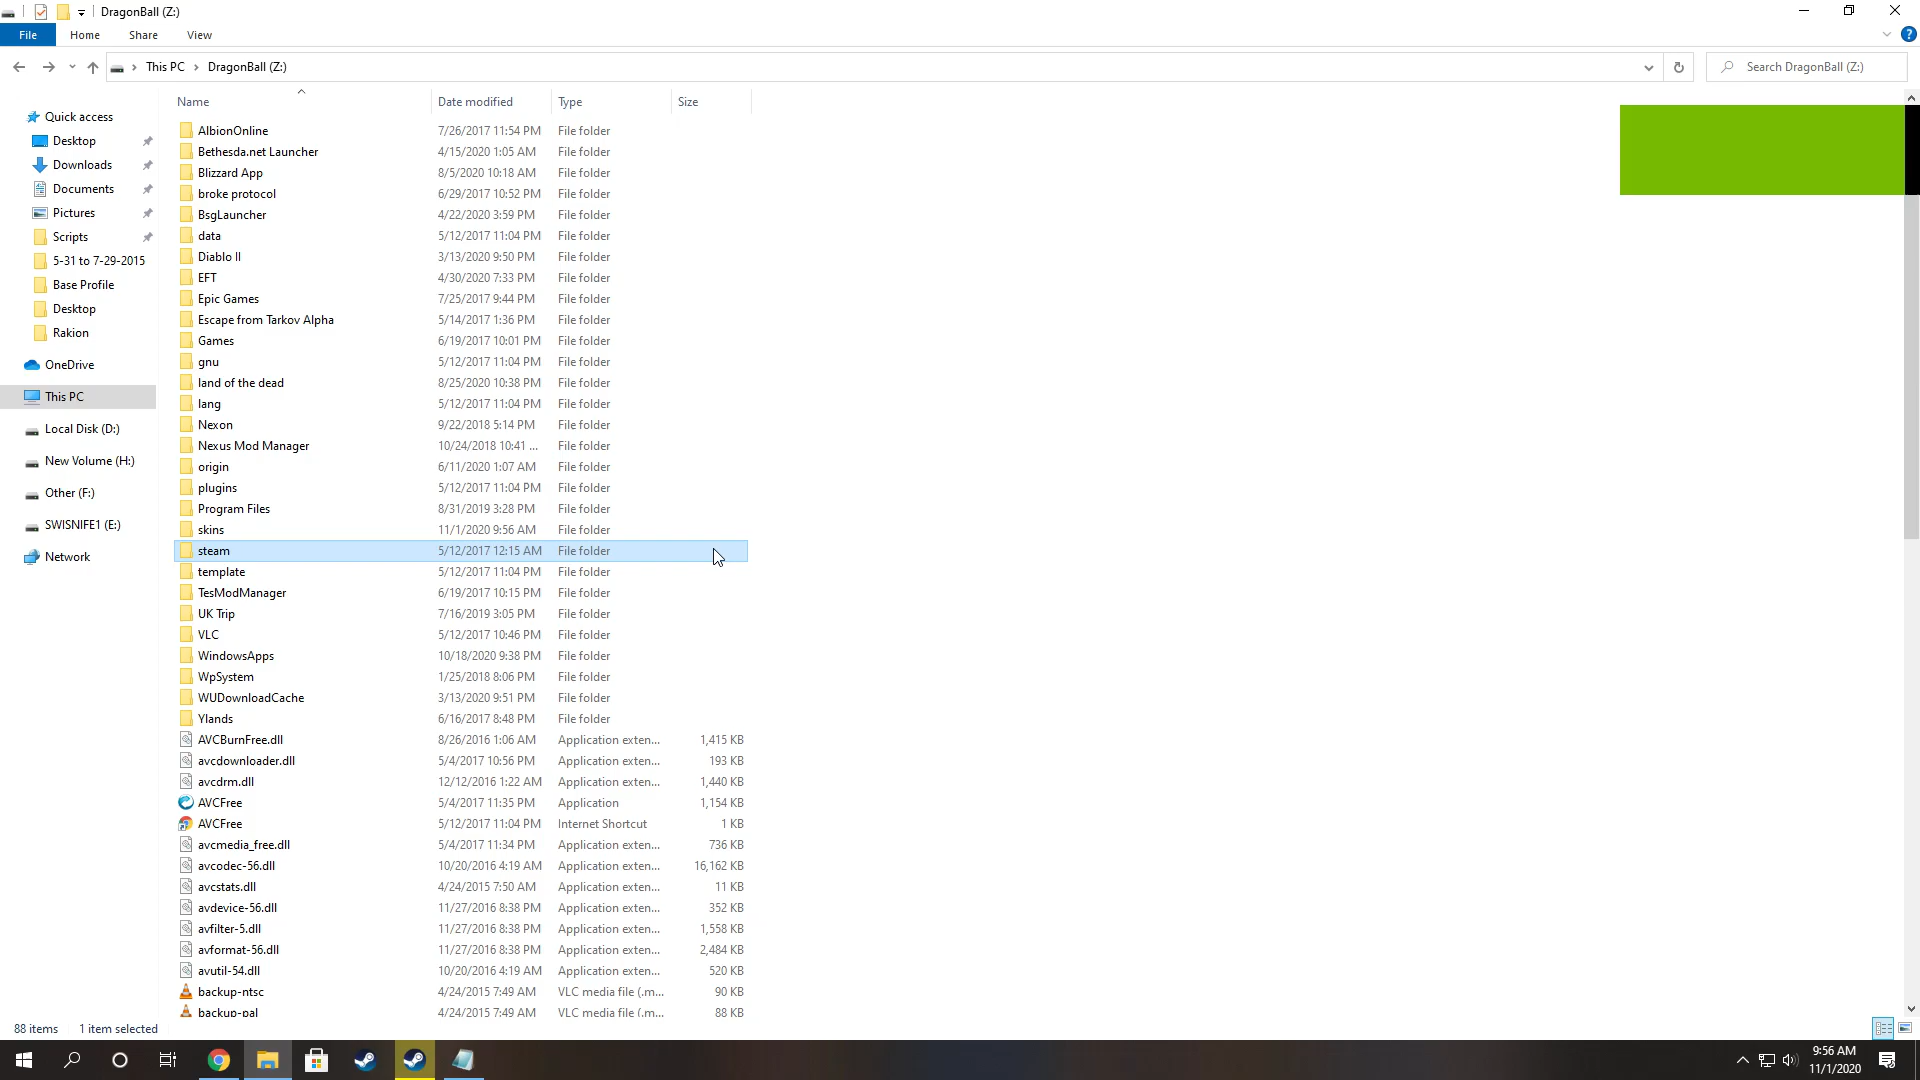 DragonBall (Z:)
File Home Share View
This PC DragonBall (Z:) Search DragonBall (Z:)
Quick access
Desktop
Downloads
Documents
Pictures
Scripts
5-31 to 7-29-2015
Base Profile
Desktop
Rakion
OneDrive
This PC
Local Disk (D:)
New Volume (H:)
Other (F:)
SWISNIFE1 (E:)
Network
Name Date modified Type Size
AlbionOnline 7/26/2017 11:54 PM File folder
Bethesda.net Launcher 4/15/2020 1:05 AM File folder
Blizzard App 8/5/2020 10:18 AM File folder
broke protocol 6/29/2017 10:52 PM File folder
BsgLauncher 4/22/2020 3:59 PM File folder
data 5/12/2017 11:04 PM File folder
Diablo II 3/13/2020 9:50 PM File folder
EFT 4/30/2020 7:33 PM File folder
Epic Games 7/25/2017 9:44 PM File folder
Escape from Tarkov Alpha 5/14/2017 1:36 PM File folder
Games 6/19/2017 10:01 PM File folder
gnu 5/12/2017 11:04 PM File folder
land of the dead 8/25/2020 10:38 PM File folder
lang 5/12/2017 11:04 PM File folder
Nexon 9/22/2018 5:14 PM File folder
Nexus Mod Manager 10/24/2018 10:41 ... File folder
origin 6/11/2020 1:07 AM File folder
plugins 5/12/2017 11:04 PM File folder
Program Files 8/31/2019 3:28 PM File folder
skins 11/1/2020 9:56 AM File folder
steam 5/12/2017 12:15 AM File folder
template 5/12/2017 11:04 PM File folder
TesModManager 6/19/2017 10:15 PM File folder
UK Trip 7/16/2019 3:05 PM File folder
VLC 5/12/2017 10:46 PM File folder
WindowsApps 10/18/2020 9:38 PM File folder
WpSystem 1/25/2018 8:06 PM File folder
WUDownloadCache 3/13/2020 9:51 PM File folder
Ylands 6/16/2017 8:48 PM File folder
AVCBurnFree.dll 8/26/2016 1:06 AM Application exten... 1,415 KB
avcdownloader.dll 5/4/2017 10:56 PM Application exten... 193 KB
avcdrm.dll 12/12/2016 1:22 AM Application exten... 1,440 KB
AVCFree 5/4/2017 11:35 PM Application 1,154 KB
AVCFree 5/12/2017 11:04 PM Internet Shortcut 1 KB
avcmedia_free.dll 5/4/2017 11:34 PM Application exten... 736 KB
avcodec-56.dll 10/20/2016 4:19 AM Application exten... 16,162 KB
avcstats.dll 4/24/2015 7:50 AM Application exten... 11 KB
avdevice-56.dll 11/27/2016 8:38 PM Application exten... 352 KB
avfilter-5.dll 11/27/2016 8:38 PM Application exten... 1,558 KB
avformat-56.dll 11/27/2016 8:38 PM Application exten... 2,484 KB
avutil-54.dll 10/20/2016 4:19 AM Application exten... 520 KB
backup-ntsc 4/24/2015 7:49 AM VLC media file (.m... 90 KB
backup-pal 4/24/2015 7:49 AM VLC media file (.m... 88 KB
88 items 1 item selected
9:56 AM
11/1/2020